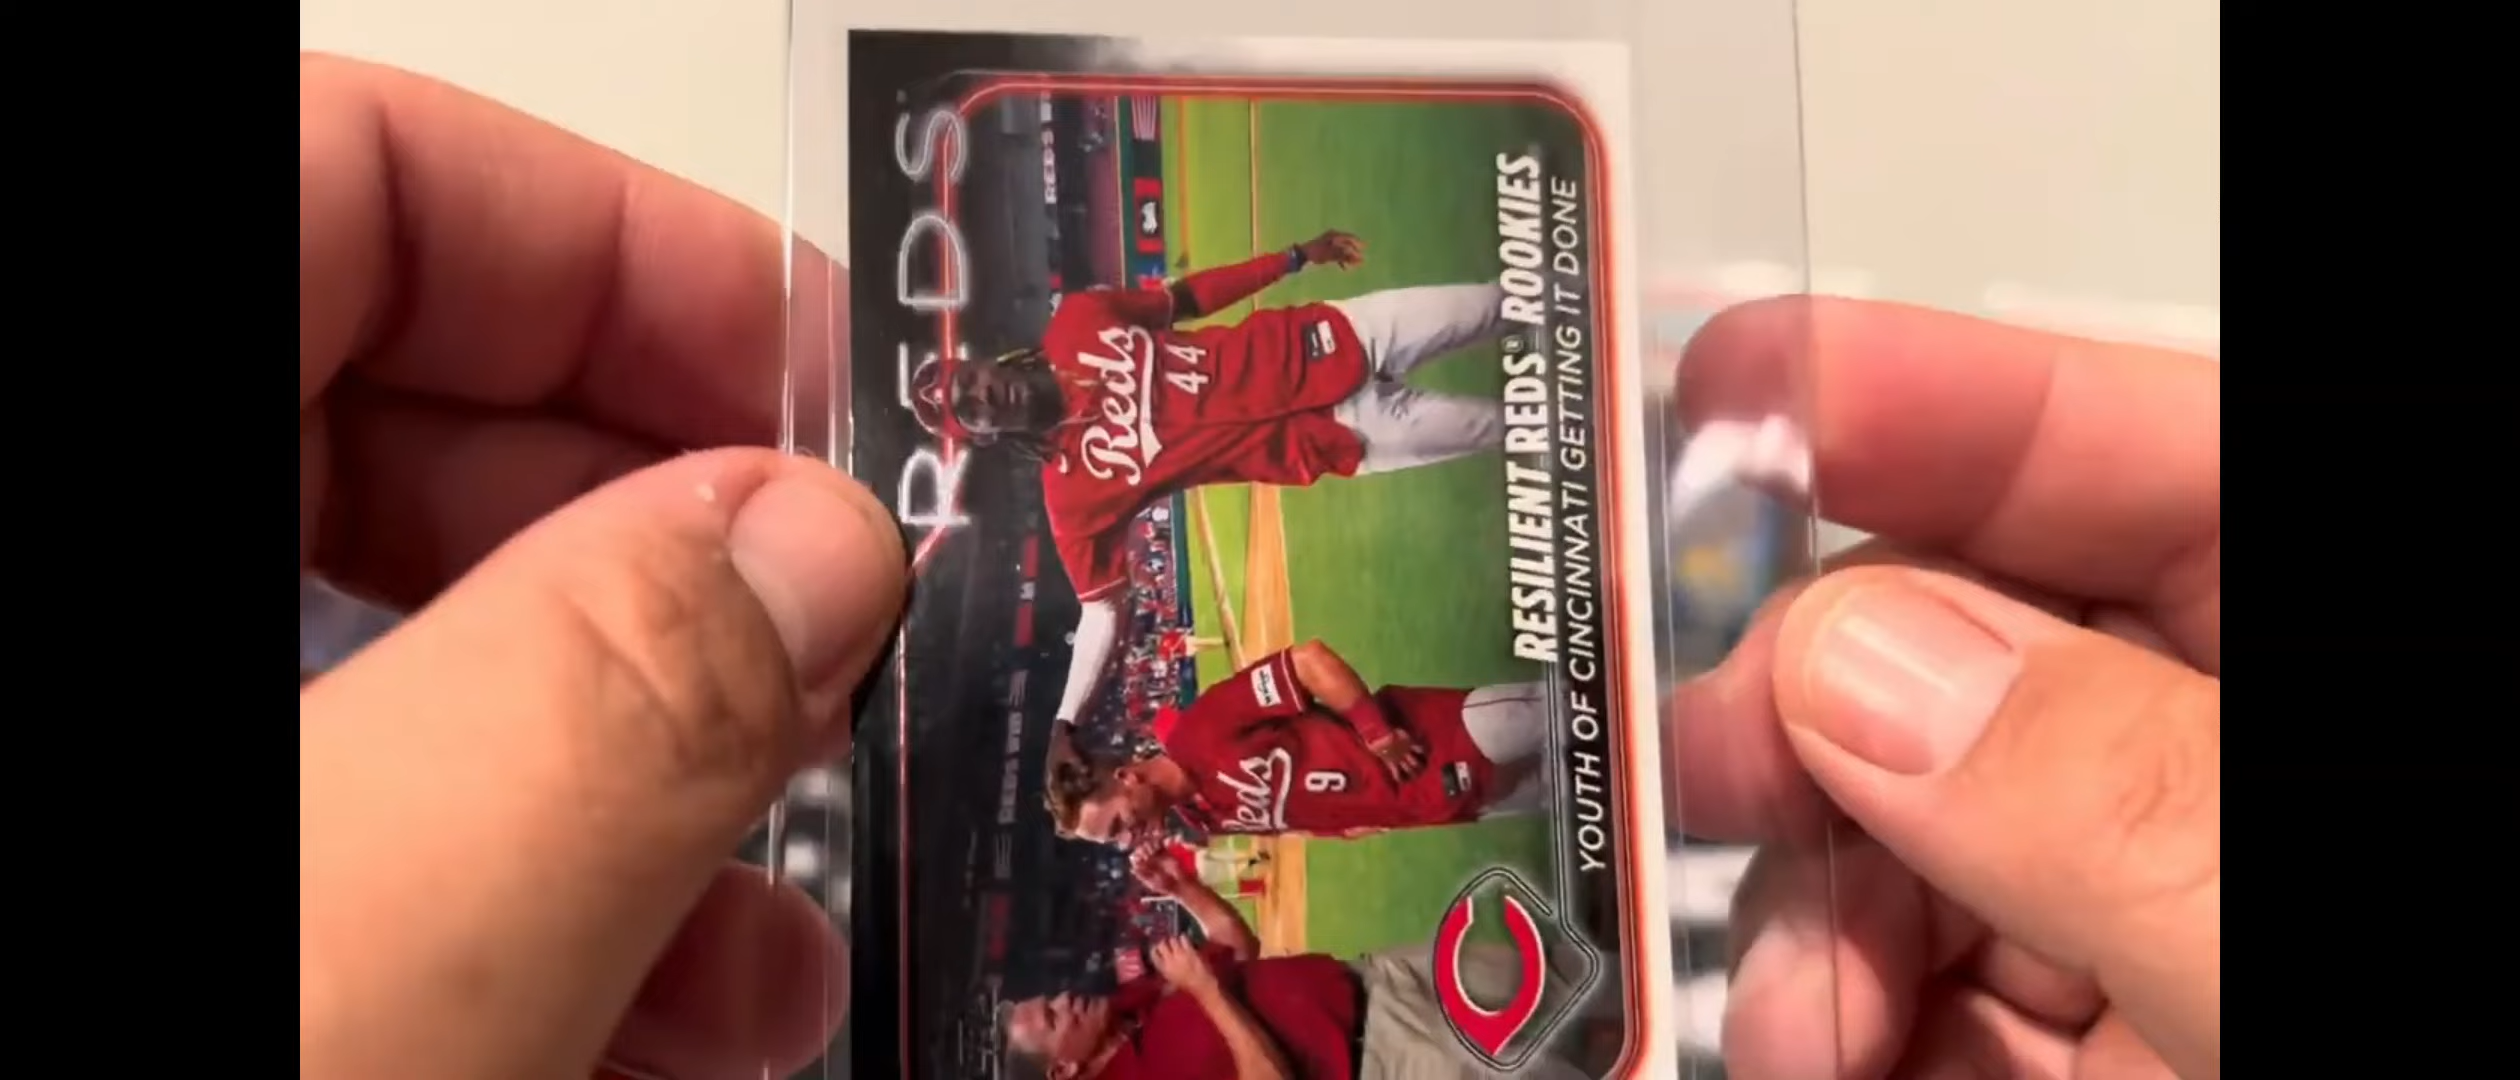 REDS
Reds
44
Reds
9
RESILIENT REDS® ROOKIES
YOUTH OF CINCINNATI GETTING IT DONE
C